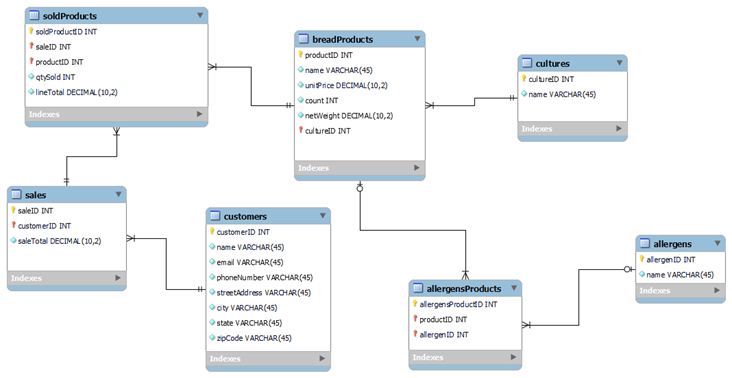 soldProducts
soldProductID INT
saleID INT
productID INT
qtySold INT
lineTotal DECIMAL(10,2)
Indexes
breadProducts
productID INT
name VARCHAR(45)
unitPrice DECIMAL(10,2)
count INT
netWeight DECIMAL(10,2)
cultureID INT
Indexes
cultures
cultureID INT
name VARCHAR(45)
Indexes
sales
saleID INT
customerID INT
saleTotal DECIMAL(10,2)
Indexes
customers
customerID INT
name VARCHAR(45)
email VARCHAR(45)
phoneNumber VARCHAR(45)
streetAddress VARCHAR(45)
city VARCHAR(45)
state VARCHAR(45)
zipCode VARCHAR(45)
Indexes
allergensProducts
allergensProductID INT
productID INT
allergenID INT
Indexes
allergens
allergenID INT
name VARCHAR(45)
Indexes